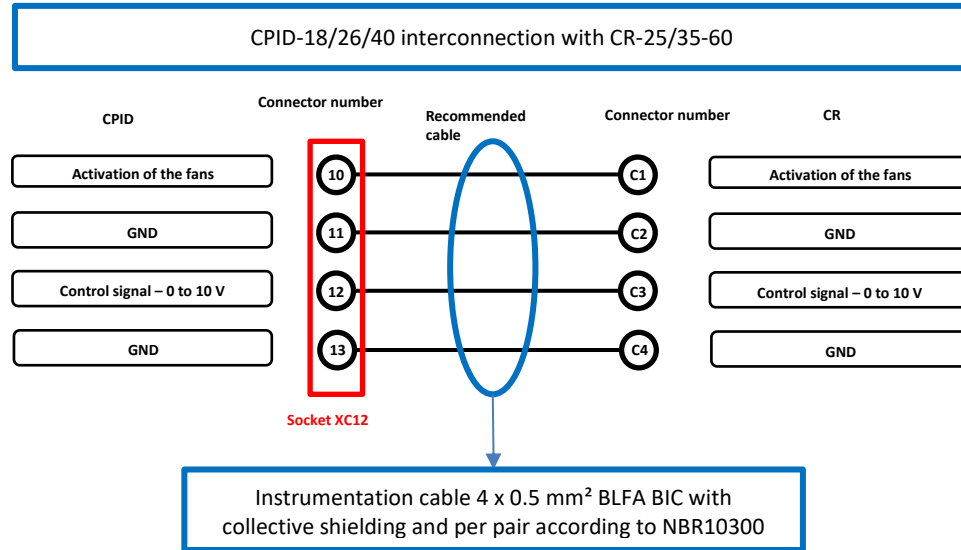 CPID-18/26/40 interconnection with CR-25/35-60
CPID
Connector number
Recommended
cable
Connector number
CR
Activation of the fans
10
C1
Activation of the fans
GND
11
C2
GND
Control signal – 0 to 10 V
12
C3
Control signal – 0 to 10 V
GND
13
C4
GND
Socket XC12
Instrumentation cable 4 x 0.5 mm² BLFA BIC with
collective shielding and per pair according to NBR10300